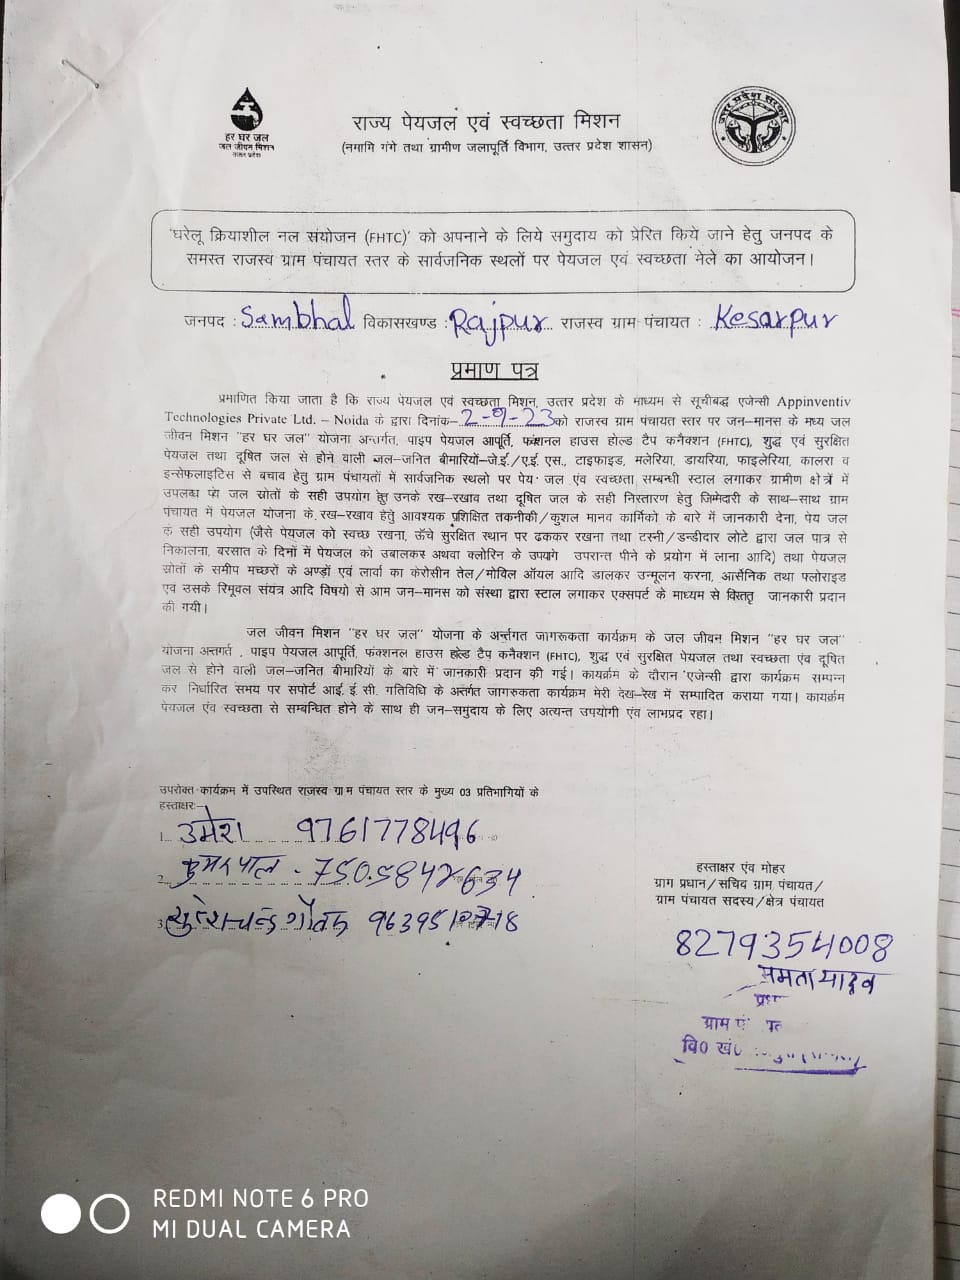 हर घर जल
जल जीवन मिशन
उत्तर प्रदेश
राज्य पेयजल एवं स्वच्छता मिशन
(नमामि गंगे तथा ग्रामीण जलापूर्ति विभाग, उत्तर प्रदेश शासन)
उत्तर प्रदेश सरकार
'घरेलू क्रियाशील नल संयोजन (FHTC)' को अपनाने के लिये समुदाय को प्रेरित किये जाने हेतु जनपद के
समस्त राजस्व ग्राम पंचायत स्तर के सार्वजनिक स्थलों पर पेयजल एवं स्वच्छता मेले का आयोजन।
जनपद : Sambhal विकासखण्ड : Rajpur राजस्व ग्राम पंचायत : Kesarpur
प्रमाण पत्र
प्रमाणित किया जाता है कि राज्य पेयजल एवं स्वच्छता मिशन, उत्तर प्रदेश के माध्यम से सूचीबद्ध एजेन्सी Appinventiv
Technologies Private Ltd. – Noida के द्वारा दिनांक- 2-9-23 को राजस्व ग्राम पंचायत स्तर पर जन–मानस के मध्य जल
जीवन मिशन "हर घर जल" योजना अन्तर्गत, पाइप पेयजल आपूर्ति, फंक्शनल हाउस होल्ड टैप कनैक्शन (FHTC), शुद्ध एवं सुरक्षित
पेयजल तथा दूषित जल से होने वाली जल–जनित बीमारियों–जे.ई./ए.ई. एस., टाइफाइड, मलेरिया, डायरिया, फाइलेरिया, कालरा व
इन्सेफलाइटिस से बचाव हेतु ग्राम पंचायतों में सार्वजनिक स्थलो पर पेय जल एंव स्वच्छता सम्बन्धी स्टाल लगाकर ग्रामीण क्षेत्रों में
उपलब्ध पेय जल स्रोतों के सही उपयोग हेतु उनके रख–रखाव तथा दूषित जल के सही निस्तारण हेतु जिम्मेदारी के साथ–साथ ग्राम
पंचायत में पेयजल योजना के रख–रखाव हेतु आवश्यक प्रशिक्षित तकनीकी/कुशल मानव कार्मिको के बारे में जानकारी देना, पेय जल
के सही उपयोग (जैसे पेयजल को स्वच्छ रखना, ऊँचे सुरक्षित स्थान पर ढककर रखना तथा टस्नी/डन्डीदार लोटे द्वारा जल पात्र से
निकालना, बरसात के दिनों में पेयजल को उबालकर अथवा क्लोरिन के उपयोग उपरान्त पीने के प्रयोग में लाना आदि) तथा पेयजल
स्रोतों के समीप मच्छरों के अण्डों एवं लार्वा का केरोसीन तेल/मोविल ऑयल आदि डालकर उन्मूलन करना, आर्सेनिक तथा फ्लोराइड
एवं उसके रिमूवल संयंत्र आदि विषयो से आम जन–मानस को संस्था द्वारा स्टाल लगाकर एक्सपर्ट के माध्यम से विस्तृत जानकारी प्रदान
की गयी।
जल जीवन मिशन "हर घर जल" योजना के अर्न्तगत जागरूकता कार्यक्रम के जल जीवन मिशन "हर घर जल"
योजना अन्तर्गत , पाइप पेयजल आपूर्ति, फंक्शनल हाउस होल्ड टैप कनैक्शन (FHTC), शुद्ध एवं सुरक्षित पेयजल तथा स्वच्छता एंव दूषित
जल से होने वाली जल–जनित बीमारियों के बारे में जानकारी प्रदान की गई। कार्यक्रम के दौरान एजेन्सी द्वारा कार्यक्रम सम्पन्न
कर निर्धारित समय पर सपोर्ट आई. ई. सी. गतिविधि के अंतर्गत जागरुकता कार्यक्रम मेरी देख–रेख में सम्पादित कराया गया। कार्यक्रम
पेयजल एंव स्वच्छता से सम्बन्धित होने के साथ ही जन–समुदाय के लिए अत्यन्त उपयोगी एंव लाभप्रद रहा।
उपरोक्त कार्यक्रम में उपस्थित राजस्व ग्राम पंचायत स्तर के मुख्य 03 प्रतिभागियों के
हस्ताक्षर:–
1. उमेश 9761778496
2. कुमरपाल - 7505842634
3. सुरेशचन्द्र
हस्ताक्षर एंव मोहर
ग्राग प्रधान/सचिव ग्राम पंचायत/
ग्राम पंचायत सदस्य/क्षेत्र पंचायत
8279354008
ममता यादव
ग्राम
वि0 खं0
REDMI NOTE 6 PRO
MI DUAL CAMERA